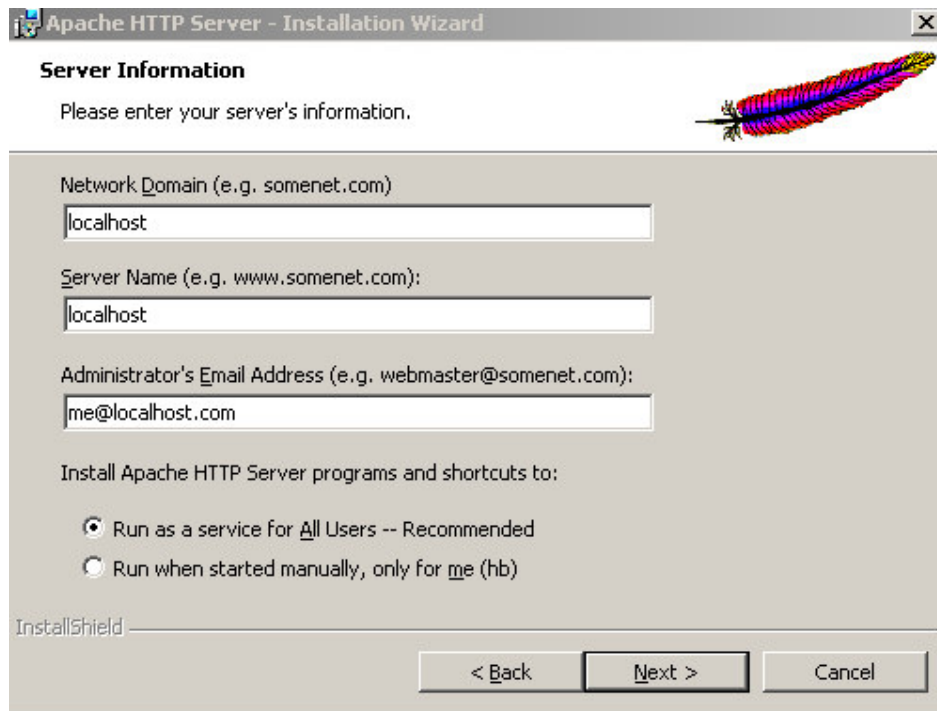 Apache HTTP Server - Installation Wizard
Server Information
Please enter your server's information.
Network Domain (e.g. somenet.com)
localhost
Server Name (e.g. www.somenet.com):
localhost
Administrator's Email Address (e.g. webmaster@somenet.com):
me@localhost.com
Install Apache HTTP Server programs and shortcuts to:
Run as a service for All Users -- Recommended
Run when started manually, only for me (hb)
InstallShield
< Back Next > Cancel